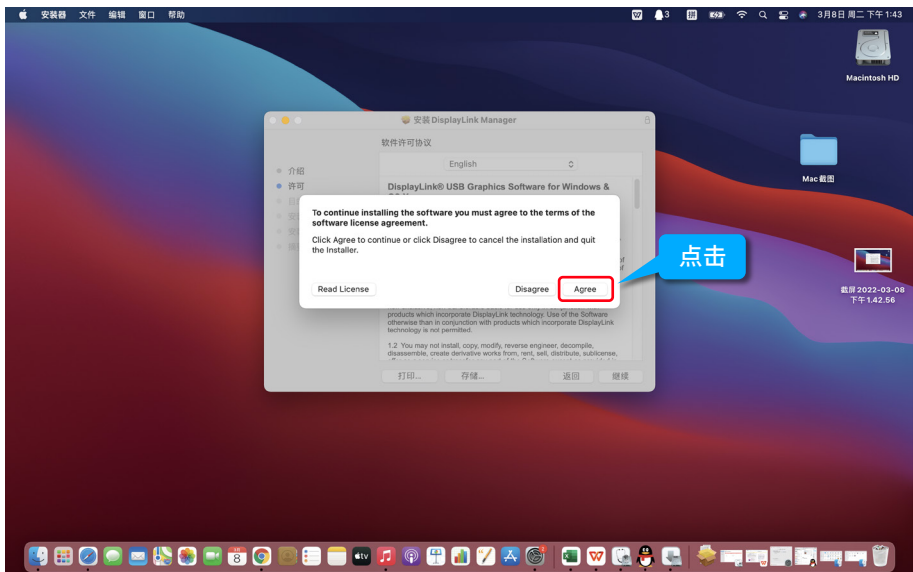 安装器 文件 编辑 窗口 帮助
3 拼 3月8日 周二 下午1:43
Macintosh HD
安装 DisplayLink Manager
软件许可协议
English
介绍
许可
DisplayLink® USB Graphics Software for Windows &
Mac 截图
To continue installing the software you must agree to the terms of the
software license agreement.
Click Agree to continue or click Disagree to cancel the installation and quit
the Installer.
点击
Read License Disagree Agree
截屏 2022-03-08
下午1.42.56
products which incorporate DisplayLink technology. Use of the Software
otherwise than in conjunction with products which incorporate DisplayLink
technology is not permitted.
1.2 You may not install, copy, modify, reverse engineer, decompile,
disassemble, create derivative works from, rent, sell, distribute, sublicense,
打印... 存储... 返回 继续
8
tv